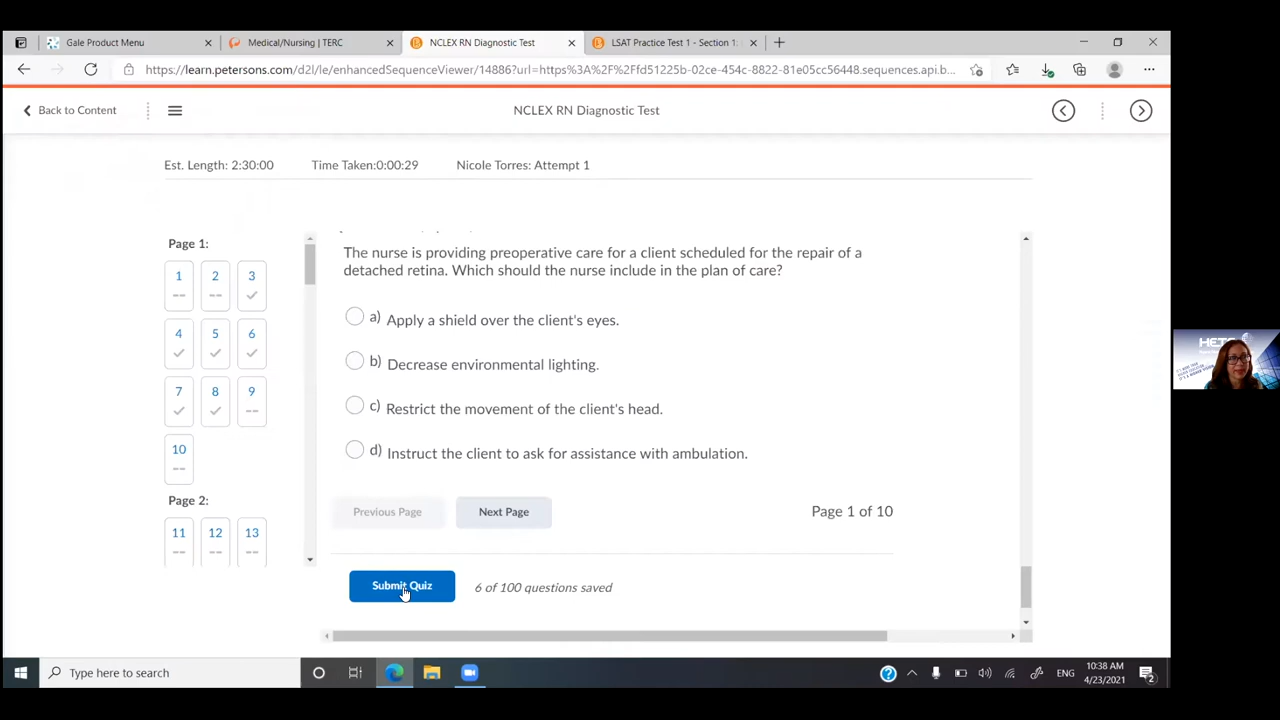 Gale Product Menu
Medical/Nursing | TERC
NCLEX RN Diagnostic Test
LSAT Practice Test 1 - Section 1:
https://learn.petersons.com/d2l/le/enhancedSequenceViewer/14886?url=https%3A%2F%2Ffd51225b-02ce-454c-8822-81e05cc56448.sequences.api.b...
Back to Content
NCLEX RN Diagnostic Test
Est. Length: 2:30:00 Time Taken:0:00:29 Nicole Torres: Attempt 1
Page 1:
1 2 3
-- --
4 5 6
7 8 9
--
10
--
Page 2:
11 12 13
-- -- --
The nurse is providing preoperative care for a client scheduled for the repair of a
detached retina. Which should the nurse include in the plan of care?
a) Apply a shield over the client's eyes.
b) Decrease environmental lighting.
c) Restrict the movement of the client's head.
d) Instruct the client to ask for assistance with ambulation.
Previous Page Next Page Page 1 of 10
Submit Quiz 6 of 100 questions saved
Type here to search
ENG
10:38 AM
4/23/2021
2